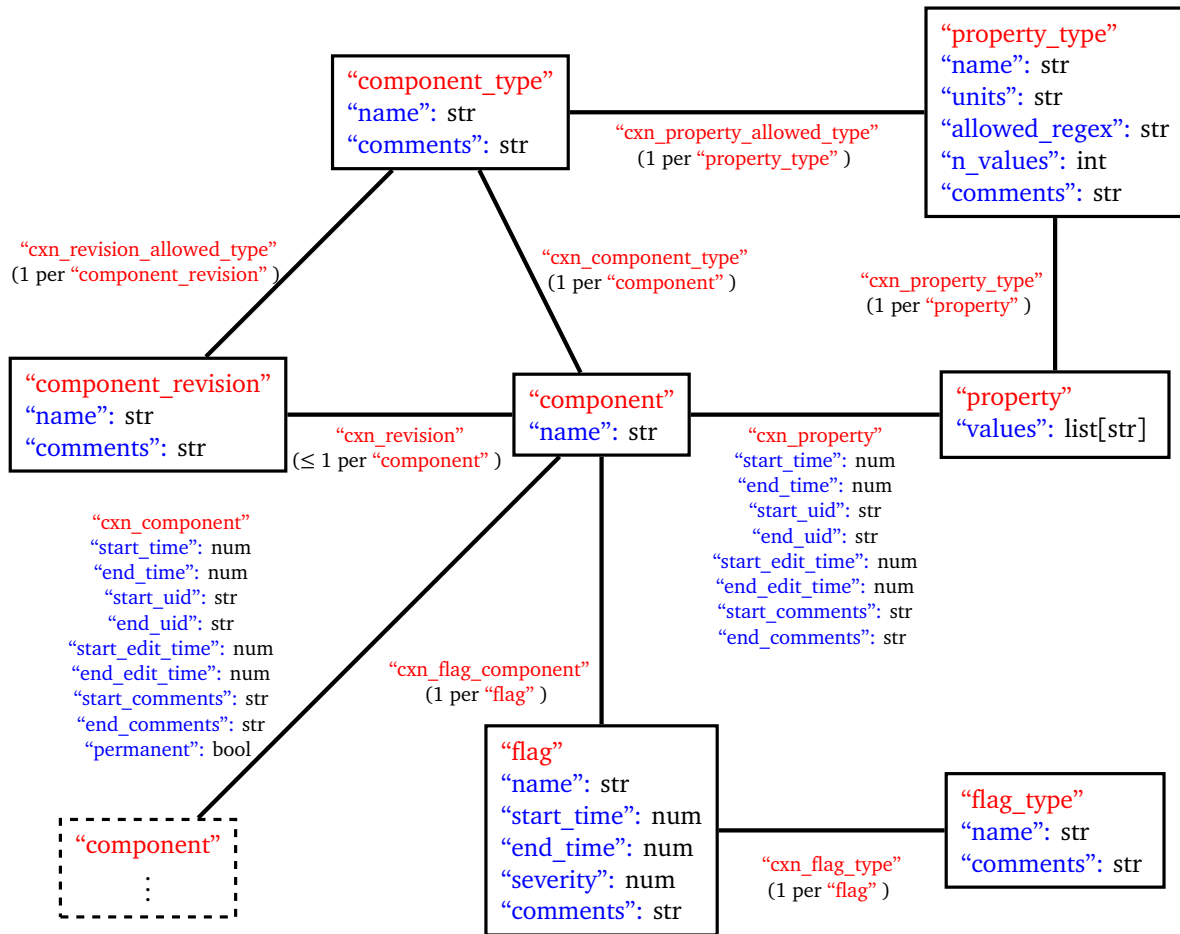 “property_type”
“name”: str
“units”: str
“allowed_regex”: str
“n_values”: int
“comments”: str
“component_type”
“name”: str
“comments”: str
“cxn_property_allowed_type”
(1 per “property_type” )
“cxn_revision_allowed_type”
(1 per “component_revision” )
“cxn_component_type”
(1 per “component” )
“cxn_property_type”
(1 per “property” )
“component_revision”
“name”: str
“comments”: str
“cxn_revision”
(≤ 1 per “component” )
“component”
“name”: str
“property”
“values”: list[str]
“cxn_property”
“start_time”: num
“end_time”: num
“start_uid”: str
“end_uid”: str
“start_edit_time”: num
“end_edit_time”: num
“start_comments”: str
“end_comments”: str
“cxn_component”
“start_time”: num
“end_time”: num
“start_uid”: str
“end_uid”: str
“start_edit_time”: num
“end_edit_time”: num
“start_comments”: str
“end_comments”: str
“permanent”: bool
“cxn_flag_component”
(1 per “flag” )
“component”
⋮
“flag”
“name”: str
“start_time”: num
“end_time”: num
“severity”: num
“comments”: str
“cxn_flag_type”
(1 per “flag” )
“flag_type”
“name”: str
“comments”: str